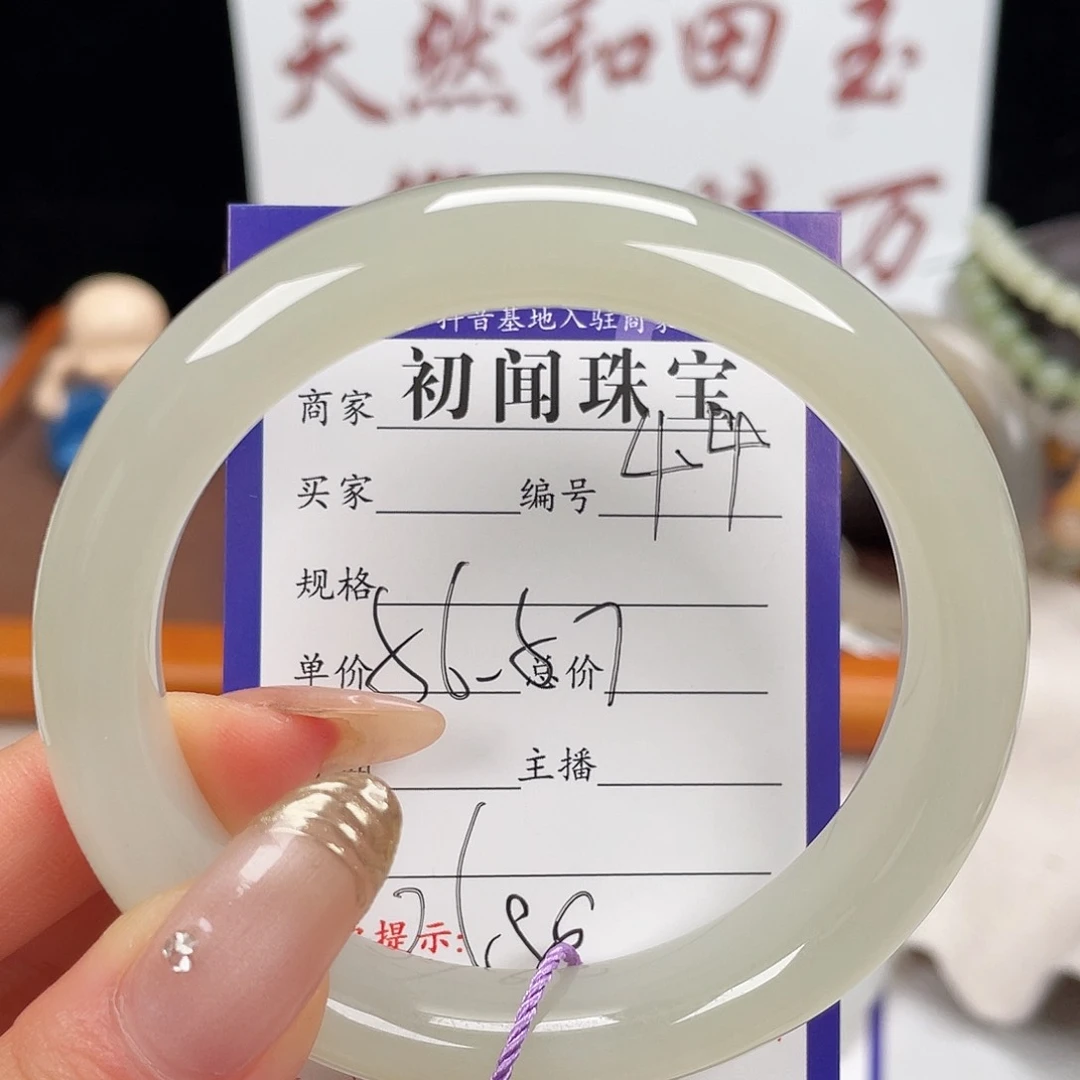 天然和田玉
万
抖音基地入驻商家
商家 初闻珠宝
买家 编号 4.4
规格
单价 56-57 总价
主播
提示: